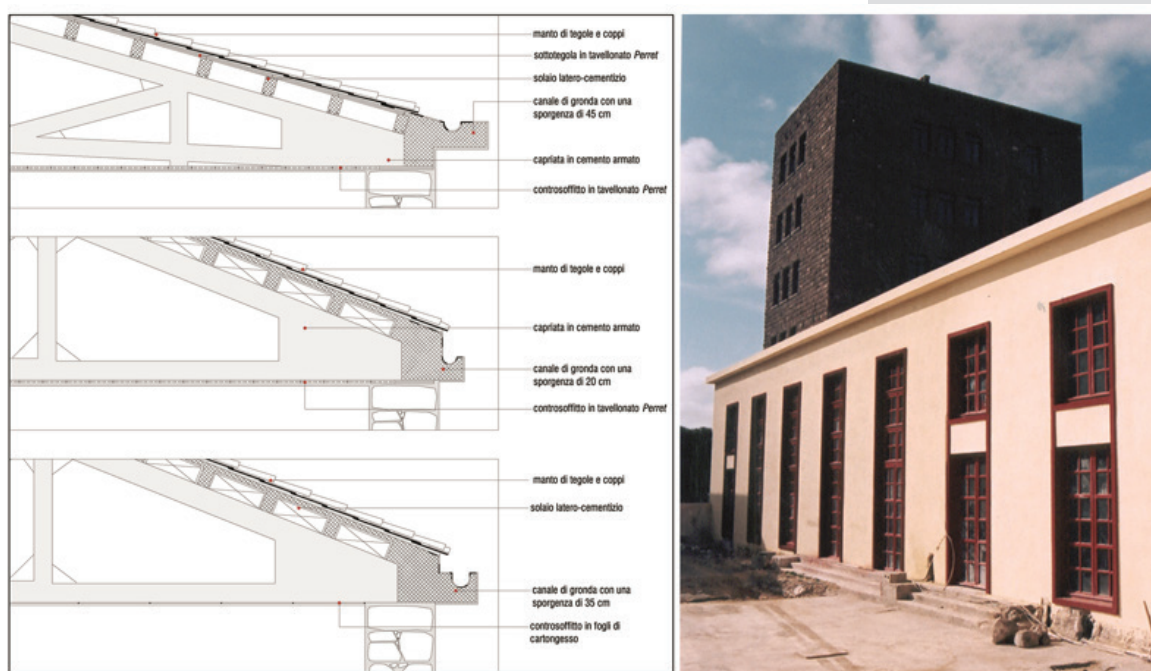 manto di tegole e coppi
sottotegola in tavellonato Perret
solaio latero-cementizio
canale di gronda con una
sporgenza di 45 cm
capriata in cemento armato
controsoffitto in tavellonato Perret
manto di tegole e coppi
capriata in cemento armato
canale di gronda con una
sporgenza di 20 cm
controsoffitto in tavellonato Perret
manto di tegole e coppi
solaio latero-cementizio
canale di gronda con una
sporgenza di 35 cm
controsoffitto in fogli di
cartongesso